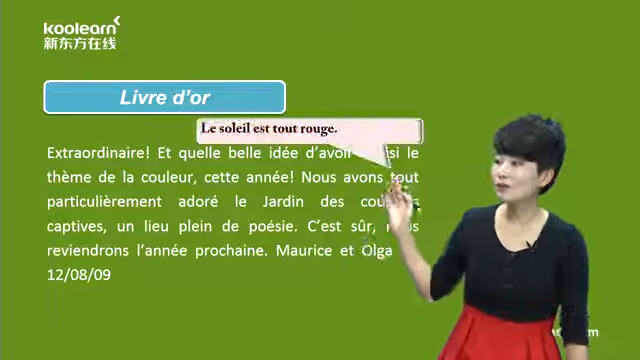 koolearn
新东方在线
Livre d'or
Le soleil est tout rouge.
Extraordinaire! Et quelle belle idée d'avoir le
thème de la couleur, cette année! Nous avons tout
particulièrement adoré le Jardin des
captives, un lieu plein de poésie. C'est sûr,
reviendrons l'année prochaine. Maurice et Olga
12/08/09